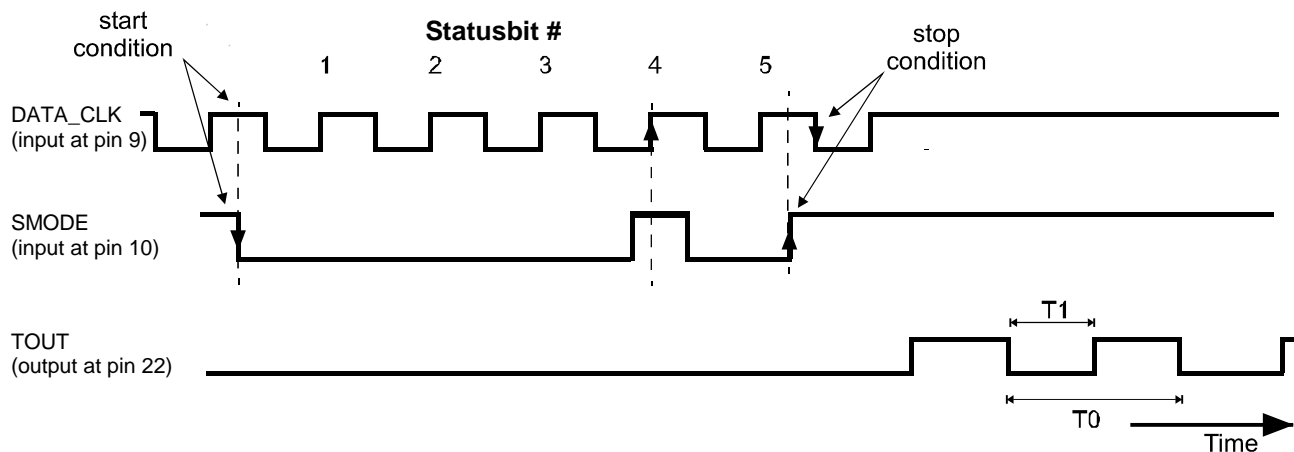 start
condition
Statusbit #
1 2 3 4 5
stop
condition
DATA_CLK
(input at pin 9)
SMODE
(input at pin 10)
T1
TOUT
(output at pin 22)
T0
Time